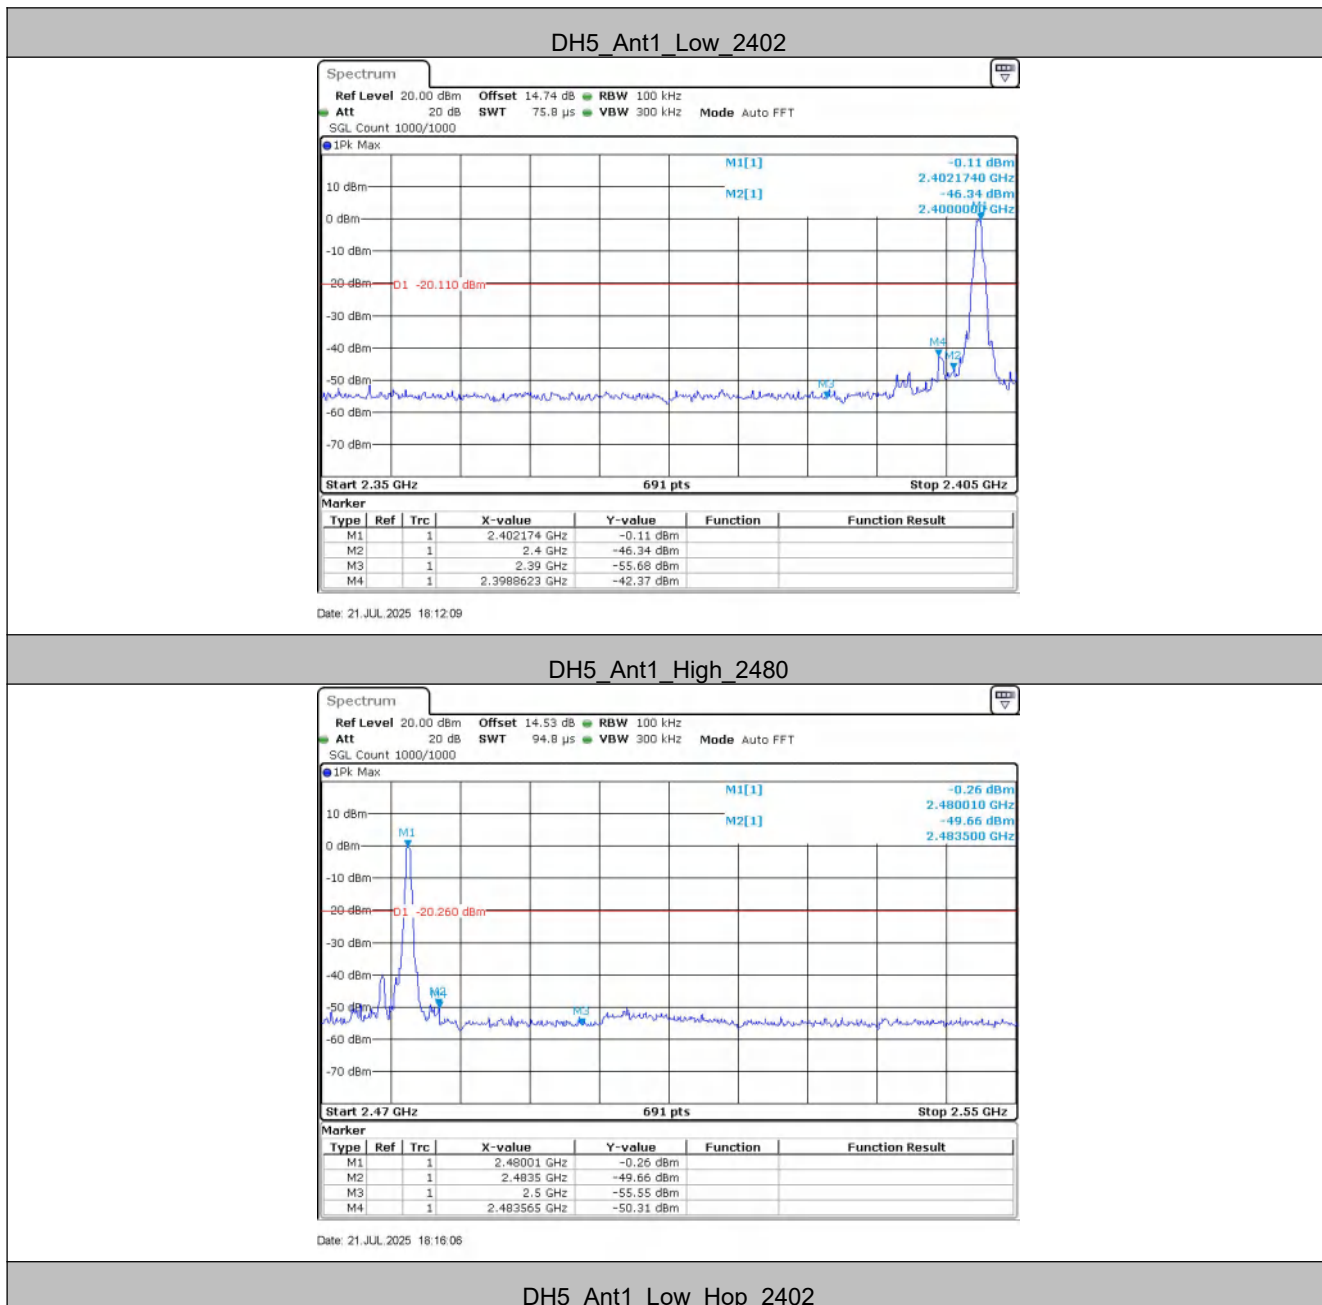 DH5_Ant1_Low_2402
Spectrum
Ref Level 20.00 dBm Offset 14.74 dB RBW 100 kHz
Att 20 dB SWT 75.8 µs VBW 300 kHz Mode Auto FFT
SGL Count 1000/1000
1Pk Max
M1[1] -0.11 dBm
2.4021740 GHz
10 dBm
M2[1] -46.34 dBm
2.4000000 GHz
M1
0 dBm
-10 dBm
-20 dBm D1 -20.110 dBm
-30 dBm
-40 dBm
M4
M2
-50 dBm
M3
-60 dBm
-70 dBm
Start 2.35 GHz 691 pts Stop 2.405 GHz
Marker
Type Ref Trc X-value Y-value Function Function Result
M1 1 2.402174 GHz -0.11 dBm
M2 1 2.4 GHz -46.34 dBm
M3 1 2.39 GHz -55.68 dBm
M4 1 2.3988623 GHz -42.37 dBm
Date: 21.JUL.2025 18:12:09
DH5_Ant1_High_2480
Spectrum
Ref Level 20.00 dBm Offset 14.53 dB RBW 100 kHz
Att 20 dB SWT 94.8 µs VBW 300 kHz Mode Auto FFT
SGL Count 1000/1000
1Pk Max
M1[1] -0.26 dBm
2.480010 GHz
10 dBm
M2[1] -49.66 dBm
2.483500 GHz
M1
0 dBm
-10 dBm
-20 dBm D1 -20.260 dBm
-30 dBm
-40 dBm
M2
M4
-50 dBm
M3
-60 dBm
-70 dBm
Start 2.47 GHz 691 pts Stop 2.55 GHz
Marker
Type Ref Trc X-value Y-value Function Function Result
M1 1 2.48001 GHz -0.26 dBm
M2 1 2.4835 GHz -49.66 dBm
M3 1 2.5 GHz -55.55 dBm
M4 1 2.483565 GHz -50.31 dBm
Date: 21.JUL.2025 18:16:06
DH5_Ant1_Low_Hop_2402